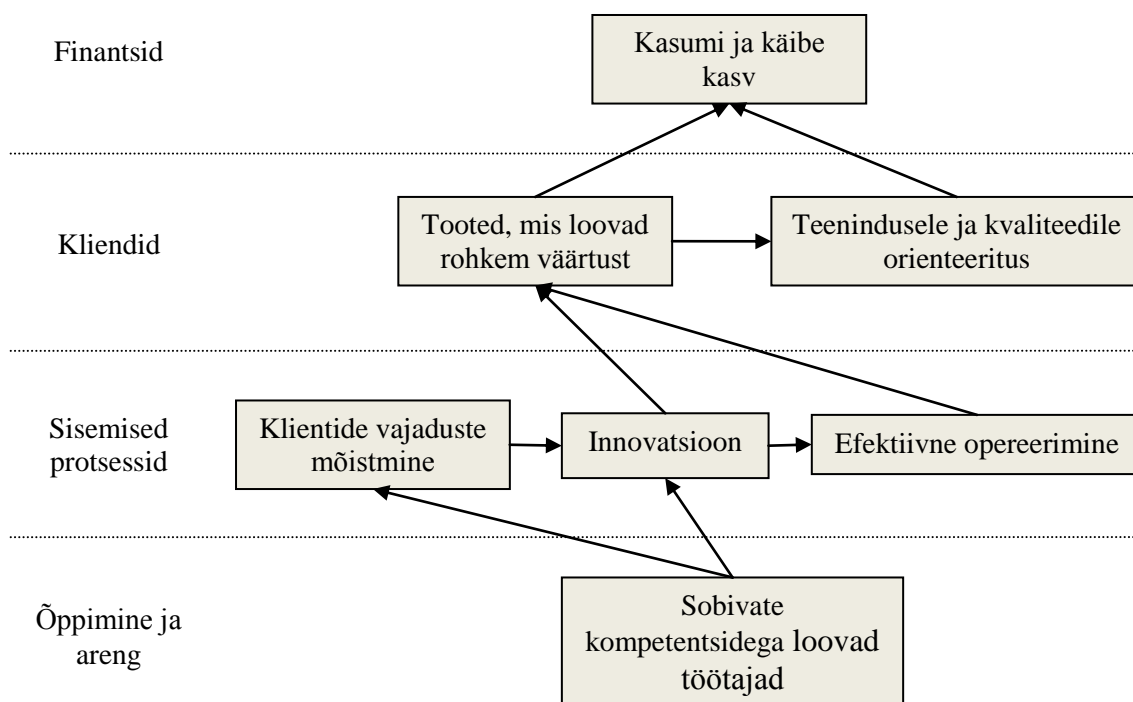 Finantsid
Kasumi ja käibe
kasv
Kliendid
Tooted, mis loovad
rohkem väärtust
Teenindusele ja kvaliteedile
orienteeritus
Sisemised
protsessid
Klientide vajaduste
mõistmine
Innovatsioon
Efektiivne opereerimine
Õppimine ja
areng
Sobivate
kompetentsidega loovad
töötajad